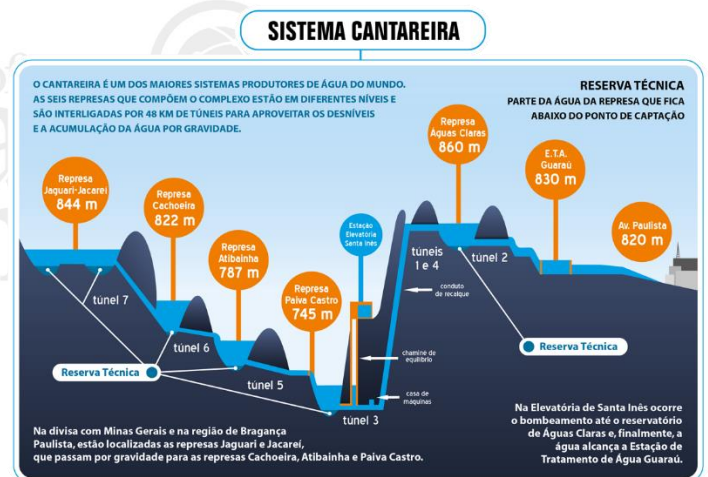 SISTEMA CANTAREIRA
O CANTAREIRA É UM DOS MAIORES SISTEMAS PRODUTORES DE ÁGUA DO MUNDO.
AS SEIS REPRESAS QUE COMPÕEM O COMPLEXO ESTÃO EM DIFERENTES NÍVEIS E
SÃO INTERLIGADAS POR 48 KM DE TÚNEIS PARA APROVEITAR OS DESNÍVEIS
E A ACUMULAÇÃO DA ÁGUA POR GRAVIDADE.
RESERVA TÉCNICA
PARTE DA ÁGUA DA REPRESA QUE FICA
ABAIXO DO PONTO DE CAPTAÇÃO
Represa
Jaguari-Jacareí
844 m
Represa
Cachoeira
822 m
Represa
Atibainha
787 m
Represa
Paiva Castro
745 m
Estação
Elevatória
Santa Inês
Represa
Águas Claras
860 m
E.T.A.
Guaraú
830 m
Av. Paulista
820 m
túnel 7
túnel 6
túnel 5
túnel 3
túneis
1 e 4
túnel 2
conduto
de recalque
chaminé de
equilíbrio
casa de
máquinas
Reserva Técnica
Reserva Técnica
Na divisa com Minas Gerais e na região de Bragança
Paulista, estão localizadas as represas Jaguari e Jacareí,
que passam por gravidade para as represas Cachoeira, Atibainha e Paiva Castro.
Na Elevatória de Santa Inês ocorre
o bombeamento até o reservatório
de Águas Claras e, finalmente, a
água alcança a Estação de
Tratamento de Água Guaraú.